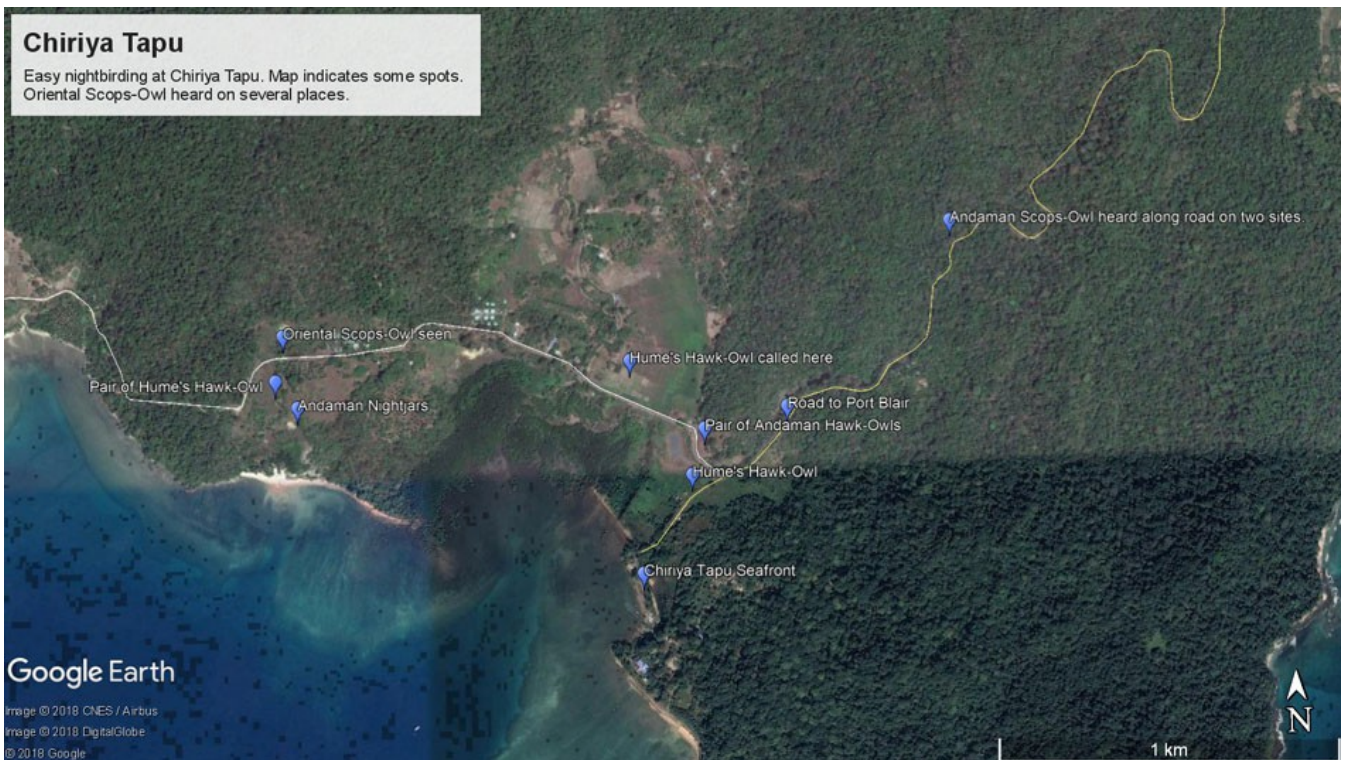 Chiriya Tapu
Easy nightbirding at Chiriya Tapu. Map indicates some spots.
Oriental Scops-Owl heard on several places.
Andaman Scops-Owl heard along road on two sites.
Oriental Scops-Owl seen
Hume's Hawk-Owl called here
Pair of Hume's Hawk-Owl
Andaman Nightjars
Road to Port Blair
Pair of Andaman Hawk-Owls
Hume's Hawk-Owl
Chiriya Tapu Seafront
Google Earth
Image © 2018 CNES / Airbus
Image © 2018 DigitalGlobe
© 2018 Google
N
1 km